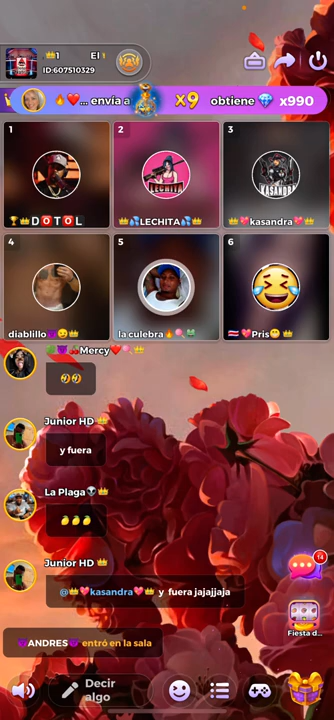 👑1 El
ID:607510329
🔥❤️... envía a X9 obtiene 💎 x990
1
2
3
LECHITA
KASANDRA
🏆👑DOTOL
👑💦LECHITA💦👑
👑💖kasandra💖👑
4
5
6
diablillo😈😉👑
la culebra🔥🍭🐸
🇨🇷💖Pris😬👑
😈🍒Mercy❤️🍭👑
🤣🤣
Junior HD 👑
y fuera
La Plaga👽👑
🍋🍋🍋
Junior HD 👑
@👑💖kasandra💖👑 y fuera jajajjaja
😈ANDRES😈 entró en la sala
14
Fiesta d...
Decir
algo